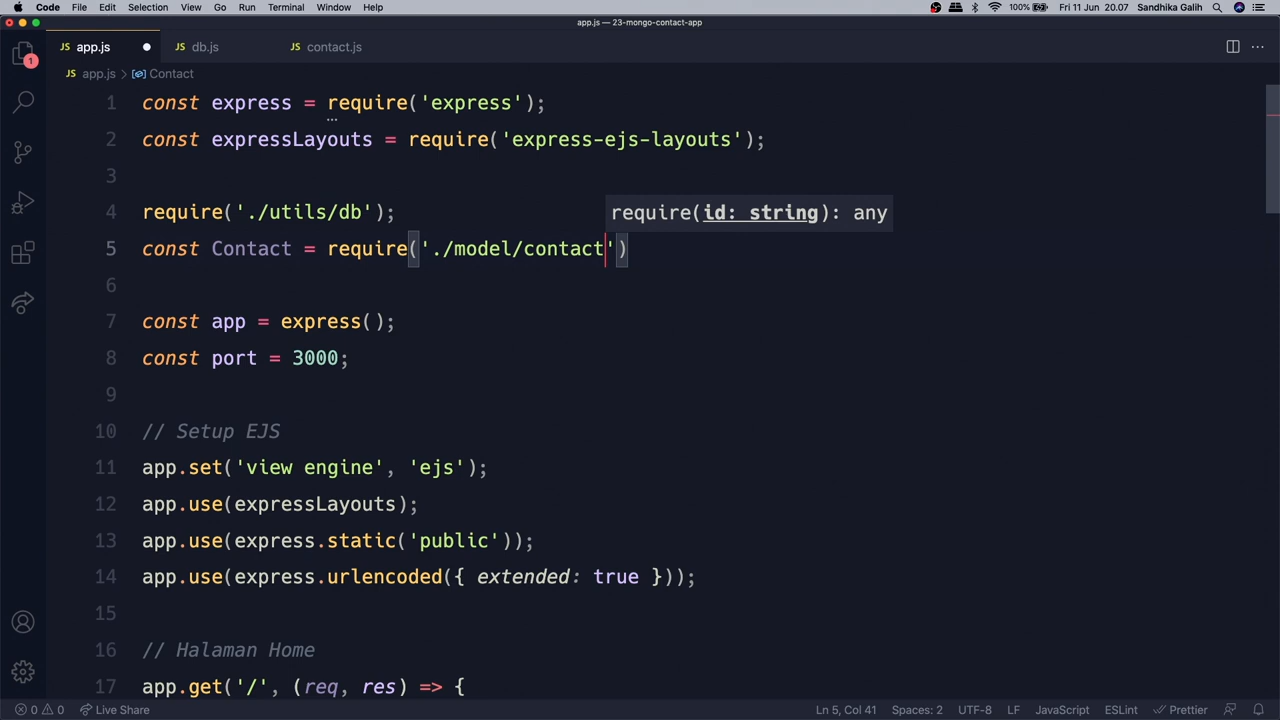 Code File Edit Selection View Go Run Terminal Window Help 100% Fri 11 Jun 20.07 Sandhika Galih
app.js — 23-mongo-contact-app
JS app.js JS db.js JS contact.js
JS app.js > Contact
1 const express = require('express');
2 const expressLayouts = require('express-ejs-layouts');
3
4 require('./utils/db');
require(id: string): any
5 const Contact = require('./model/contact')
6
7 const app = express();
8 const port = 3000;
9
10 // Setup EJS
11 app.set('view engine', 'ejs');
12 app.use(expressLayouts);
13 app.use(express.static('public'));
14 app.use(express.urlencoded({ extended: true }));
15
16 // Halaman Home
17 app.get('/', (req, res) => {
1
0 0 Live Share Ln 5, Col 41 Spaces: 2 UTF-8 LF JavaScript ESLint Prettier